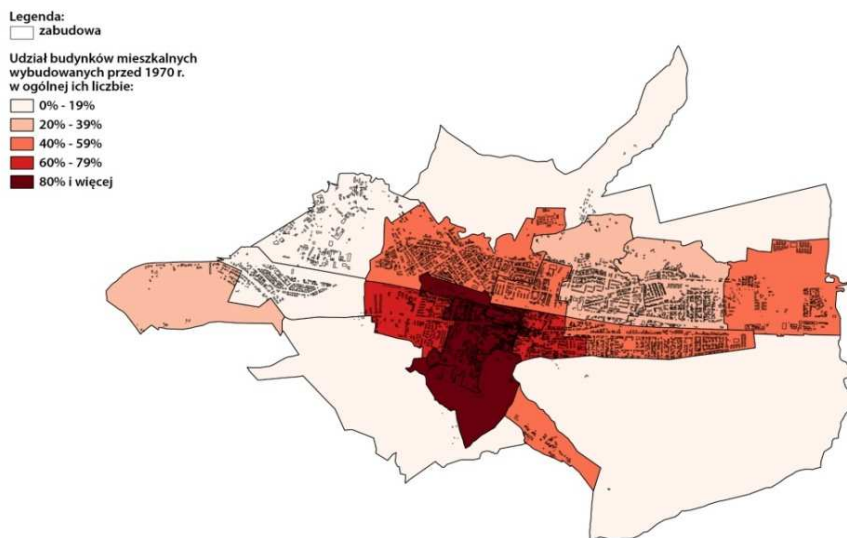 Legenda:
zabudowa
Udział budynków mieszkalnych
wybudowanych przed 1970 r.
w ogólnej ich liczbie:
0% - 19%
20% - 39%
40% - 59%
60% - 79%
80% i więcej